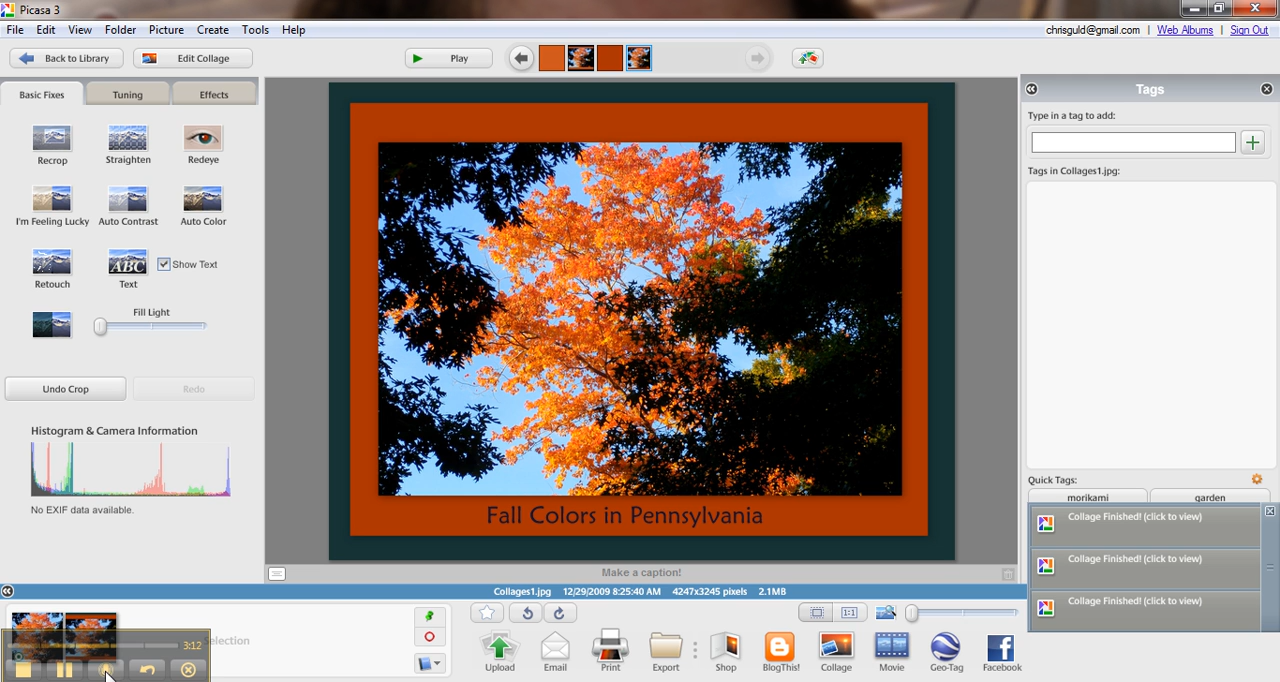 Picasa 3
File Edit View Folder Picture Create Tools Help
chrisguld@gmail.com | Web Albums | Sign Out
Back to Library Edit Collage Play
Basic Fixes Tuning Effects
Tags
Type in a tag to add:
Recrop Straighten Redeye
Tags in Collages1.jpg:
I'm Feeling Lucky Auto Contrast Auto Color
ABC Show Text
Retouch Text
Fill Light
Undo Crop Redo
Histogram & Camera Information
No EXIF data available.
Fall Colors in Pennsylvania
Make a caption!
Quick Tags:
morikami garden
Collage Finished! (click to view)
Collage Finished! (click to view)
Collage Finished! (click to view)
Collages1.jpg 12/29/2009 8:25:40 AM 4247x3245 pixels 2.1MB
1:1
3:12 Selection
Upload Email Print Export Shop BlogThis! Collage Movie Geo-Tag Facebook